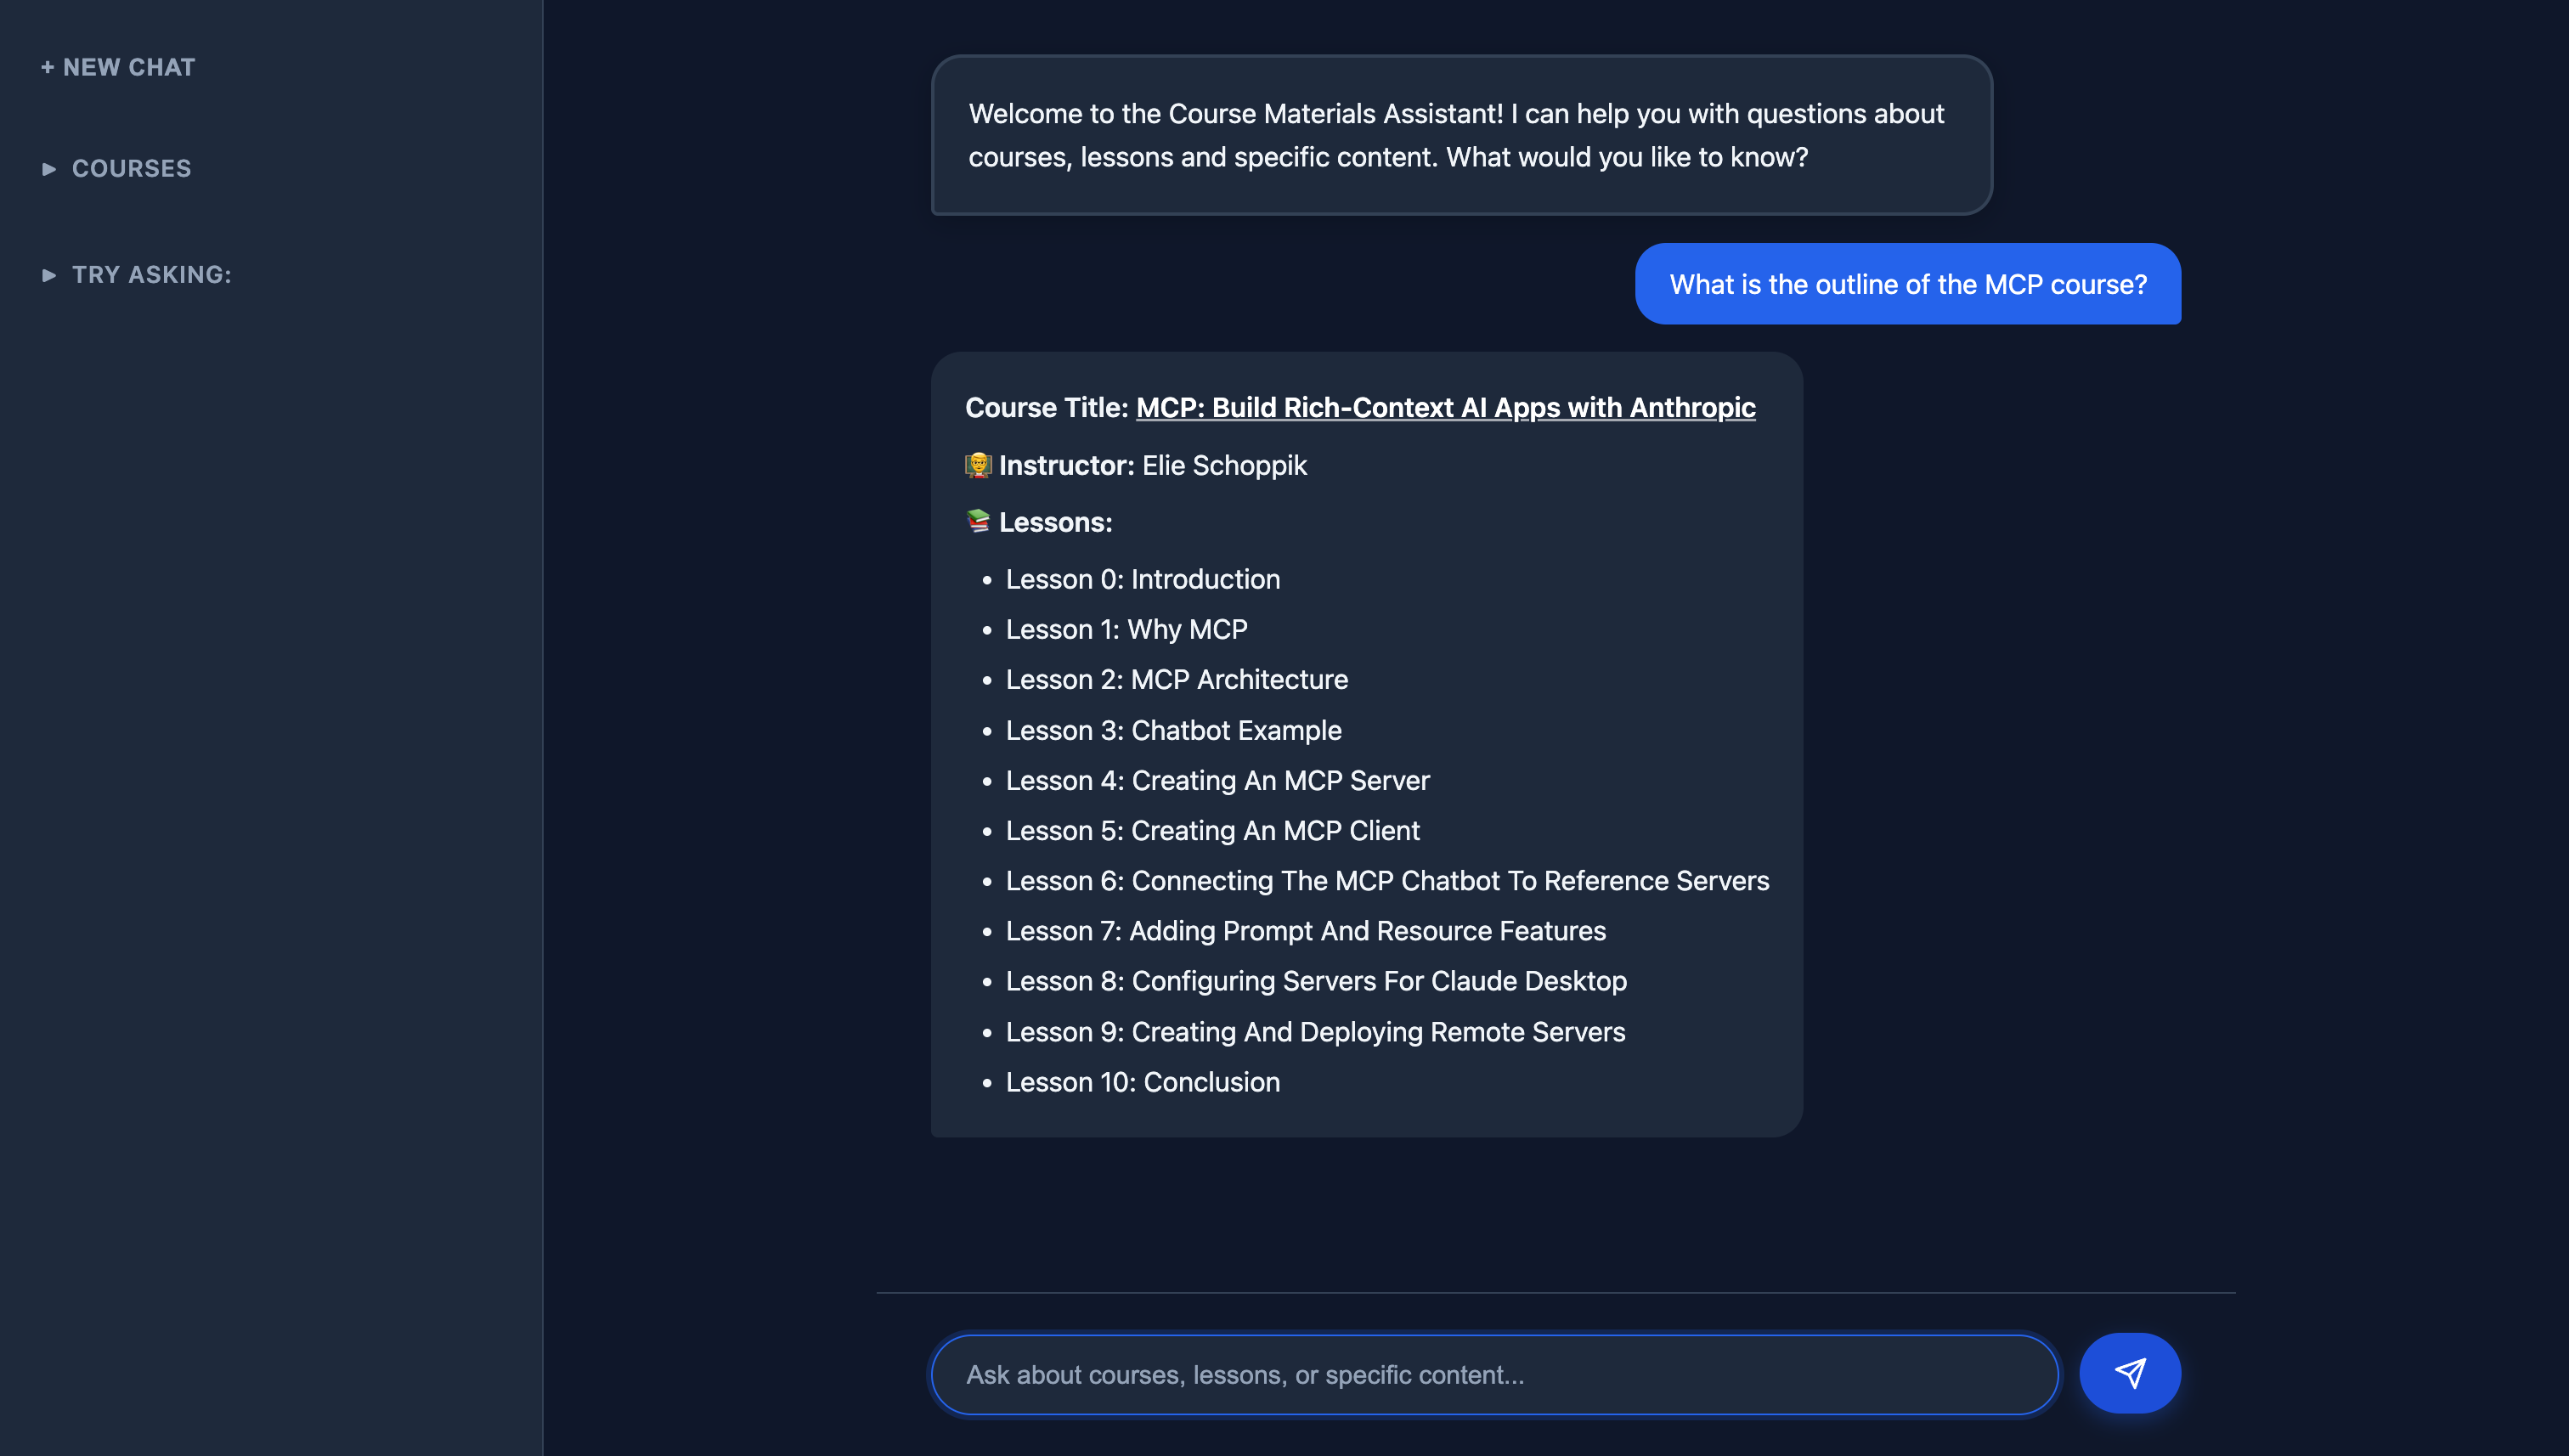 + NEW CHAT
▶ COURSES
▶ TRY ASKING:
Welcome to the Course Materials Assistant! I can help you with questions about
courses, lessons and specific content. What would you like to know?
What is the outline of the MCP course?
Course Title: MCP: Build Rich-Context AI Apps with Anthropic
👨‍🏫 Instructor: Elie Schoppik
📚 Lessons:
• Lesson 0: Introduction
• Lesson 1: Why MCP
• Lesson 2: MCP Architecture
• Lesson 3: Chatbot Example
• Lesson 4: Creating An MCP Server
• Lesson 5: Creating An MCP Client
• Lesson 6: Connecting The MCP Chatbot To Reference Servers
• Lesson 7: Adding Prompt And Resource Features
• Lesson 8: Configuring Servers For Claude Desktop
• Lesson 9: Creating And Deploying Remote Servers
• Lesson 10: Conclusion
Ask about courses, lessons, or specific content...